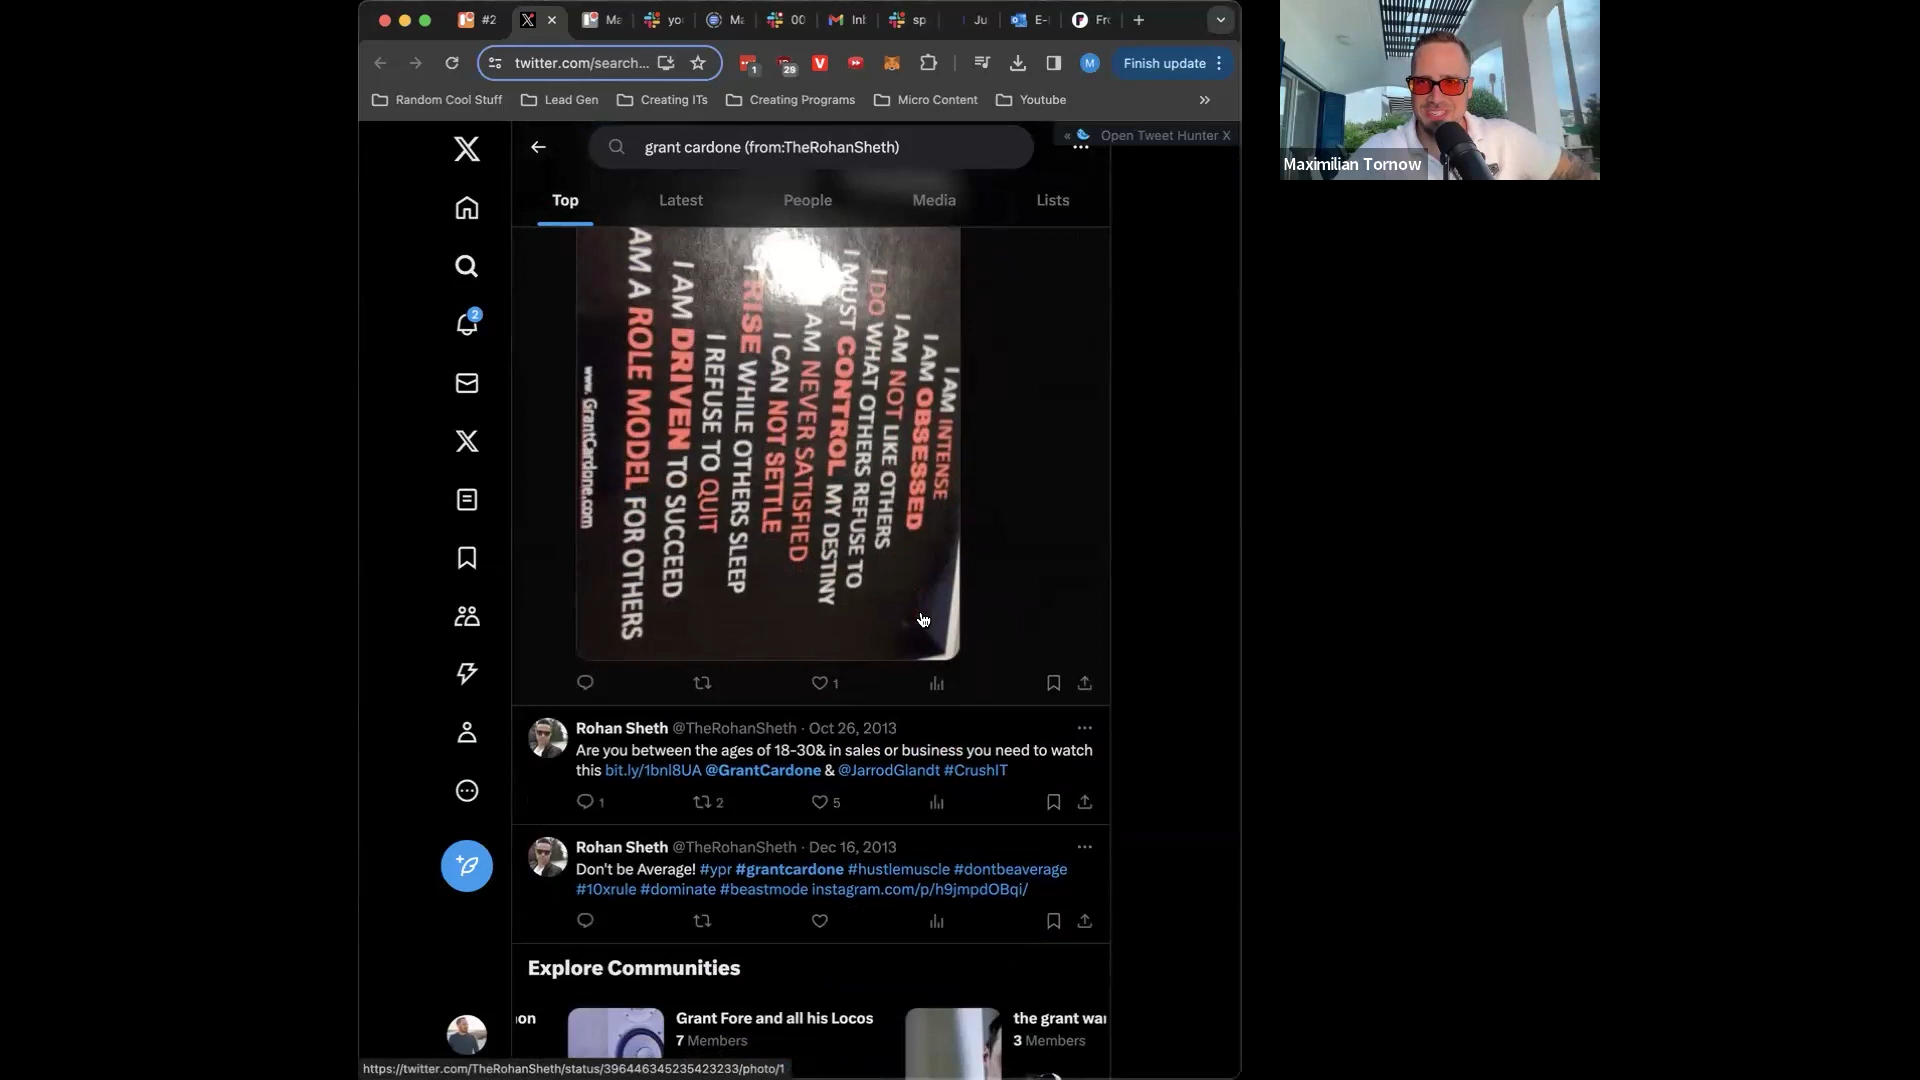 #2
X
Ma
yo
Ma
00
Inl
sp
Ju
E-
Fro
twitter.com/search...
1
29
M
Finish update
Random Cool Stuff
Lead Gen
Creating ITs
Creating Programs
Micro Content
Youtube
»
« Open Tweet Hunter X
grant cardone (from:TheRohanSheth)
Top
Latest
People
Media
Lists
2
I AM INTENSE
I AM OBSESSED
I AM NOT LIKE OTHERS
I DO WHAT OTHERS REFUSE TO
I MUST CONTROL MY DESTINY
I AM NEVER SATISFIED
I CAN NOT SETTLE
I RISE WHILE OTHERS SLEEP
I REFUSE TO QUIT
I AM DRIVEN TO SUCCEED
AM A ROLE MODEL FOR OTHERS
www.GrantCardone.com
1
Rohan Sheth @TheRohanSheth · Oct 26, 2013
Are you between the ages of 18-30& in sales or business you need to watch
this bit.ly/1bnl8UA @GrantCardone & @JarrodGlandt #CrushIT
1
2
5
Rohan Sheth @TheRohanSheth · Dec 16, 2013
Don't be Average! #ypr #grantcardone #hustlemuscle #dontbeaverage
#10xrule #dominate #beastmode instagram.com/p/h9jmpdOBqi/
Explore Communities
on
Grant Fore and all his Locos
7 Members
the grant war
3 Members
https://twitter.com/TheRohanSheth/status/396446345235423233/photo/1
Maximilian Tornow